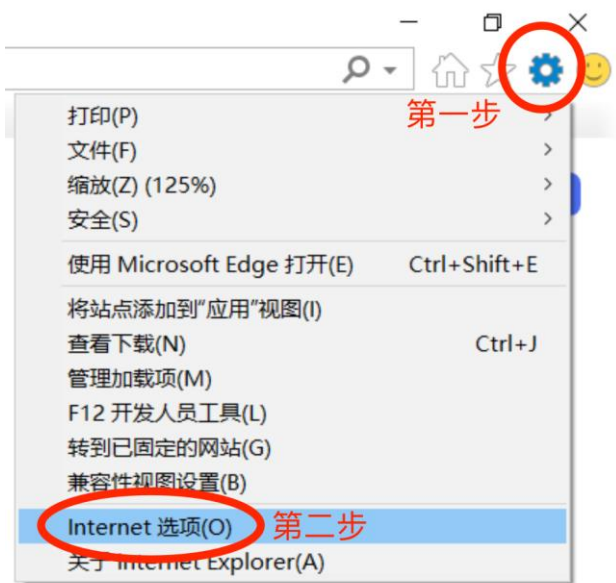 第一步
打印(P)
文件(F)
缩放(Z) (125%)
安全(S)
使用 Microsoft Edge 打开(E) Ctrl+Shift+E
将站点添加到“应用”视图(I)
查看下载(N) Ctrl+J
管理加载项(M)
F12 开发人员工具(L)
转到已固定的网站(G)
兼容性视图设置(B)
Internet 选项(O) 第二步
关于 Internet Explorer(A)